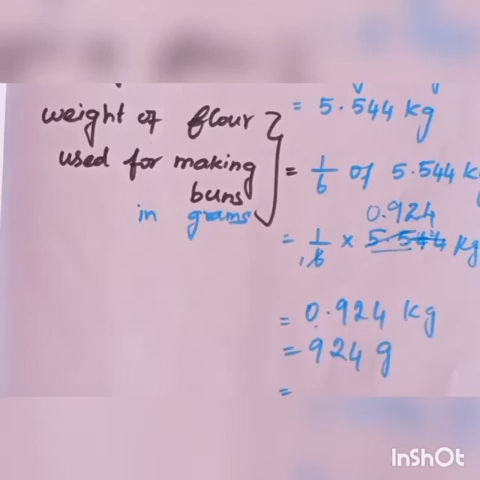 = 5.544 kg
weight of flour
used for making
buns
in grams
= 1/6 of 5.544 k
0.924
= 1/6 × 5.544 kg
= 0.924 kg
= 924 g
=
InShOt